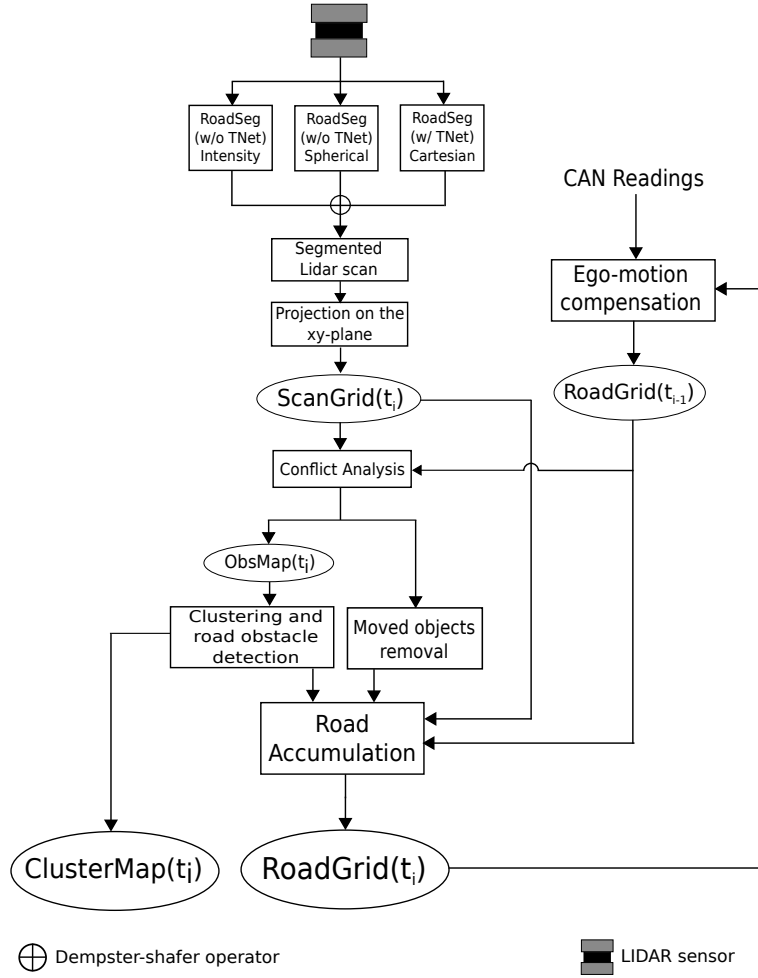 RoadSeg
(w/o TNet)
Intensity
RoadSeg
(w/o TNet)
Spherical
RoadSeg
(w/ TNet)
Cartesian
CAN Readings
Segmented
Lidar scan
Ego-motion
compensation
Projection on the
xy-plane
ScanGrid(ti)
RoadGrid(ti-1)
Conflict Analysis
ObsMap(ti)
Clustering and
road obstacle
detection
Moved objects
removal
Road
Accumulation
ClusterMap(ti)
RoadGrid(ti)
Dempster-shafer operator
LIDAR sensor